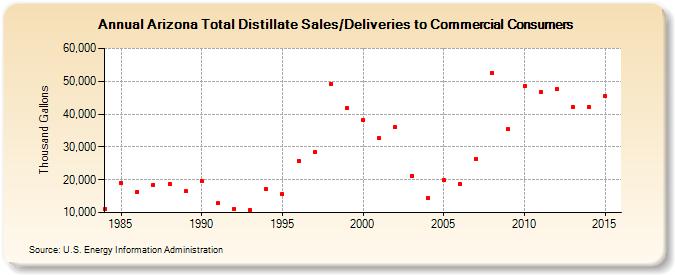 Annual Arizona Total Distillate Sales/Deliveries to Commercial Consumers
Thousand Gallons
60,000
50,000
40,000
30,000
20,000
10,000
1985 1990 1995 2000 2005 2010 2015
Source: U.S. Energy Information Administration